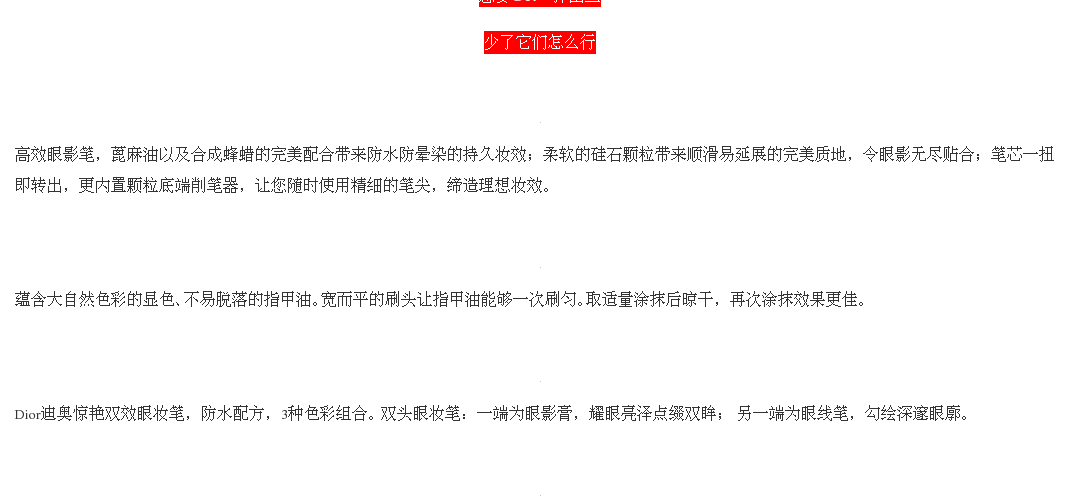 少了它们怎么行
高效眼影笔，蓖麻油以及合成蜂蜡的完美配合带来防水防晕染的持久妆效；柔软的硅石颗粒带来顺滑易延展的完美质地，令眼影无尽贴合；笔芯一扭
即转出，更内置颗粒底端削笔器，让您随时使用精细的笔尖，缔造理想妆效。
蕴含大自然色彩的显色、不易脱落的指甲油。宽而平的刷头让指甲油能够一次刷匀。取适量涂抹后晾干，再次涂抹效果更佳。
Dior迪奥惊艳双效眼妆笔，防水配方，3种色彩组合。双头眼妆笔：一端为眼影膏，耀眼亮泽点缀双眸； 另一端为眼线笔，勾绘深邃眼廓。